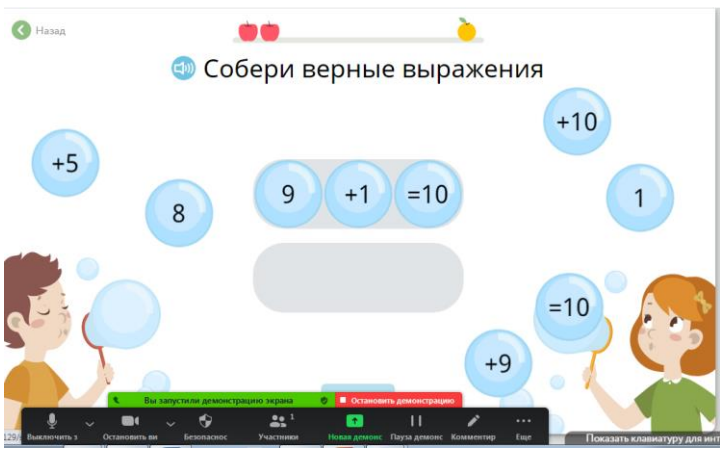 Назад
Собери верные выражения
+10
+5
9 +1 =10
1
8
=10
+9
Вы запустили демонстрацию экрана
Остановить демонстрацию
1
Выключить з
Остановить ви
Безопаснос
Участники
Новая демонс
Пауза демонс
Комментир
Еще
Показать клавиатуру для инт
129/